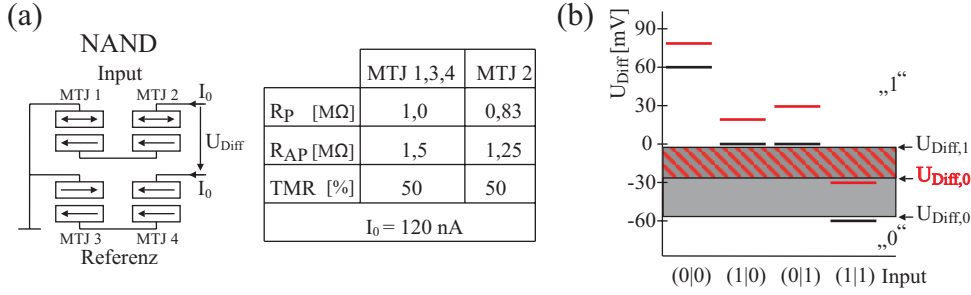 (a)
NAND
Input
MTJ 1 MTJ 2 I0
UDiff
I0
MTJ 3 MTJ 4
Referenz
MTJ 1,3,4 MTJ 2
RP [MΩ] 1,0 0,83
RAP [MΩ] 1,5 1,25
TMR [%] 50 50
I0 = 120 nA
(b)
UDiff [mV]
90
60
30
0
-30
-60
„1“
UDiff,1
UDiff,0
UDiff,0
„0“
(0|0) (1|0) (0|1) (1|1) Input